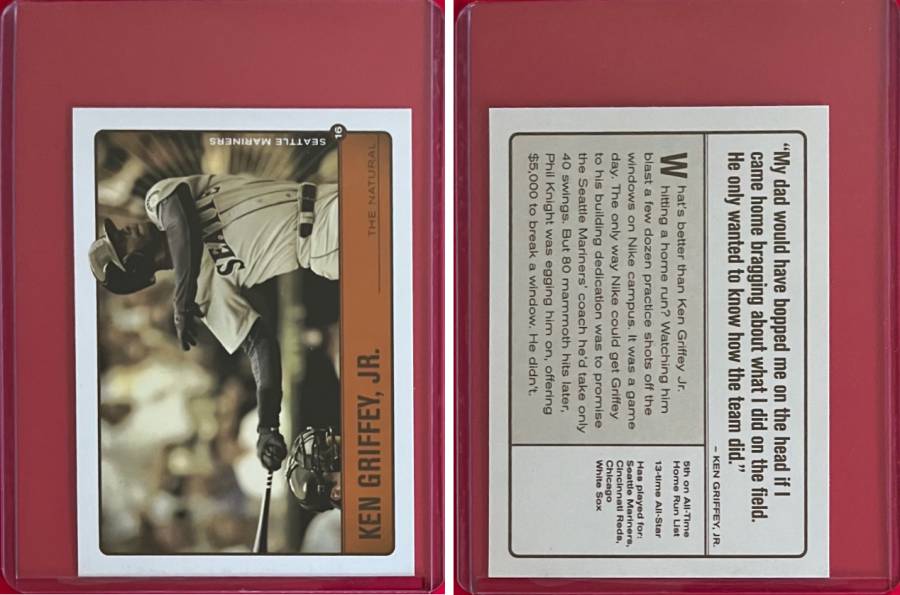 SEATTLE MARINERS
16
THE NATURAL
KEN GRIFFEY, JR.
SEA
"My dad would have bopped me on the head if I
came home bragging about what I did on the field.
He only wanted to know how the team did."
– KEN GRIFFEY, JR.
What's better than Ken Griffey Jr.
hitting a home run? Watching him
blast a few dozen practice shots off the
windows on Nike campus. It was a game
day. The only way Nike could get Griffey
to his building dedication was to promise
the Seattle Mariners' coach he'd take only
40 swings. But 80 mammoth hits later,
Phil Knight was egging him on, offering
$5,000 to break a window. He didn't.
5th on All-Time
Home Run List
13-time All-Star
Has played for:
Seattle Mariners,
Cincinnati Reds,
Chicago
White Sox